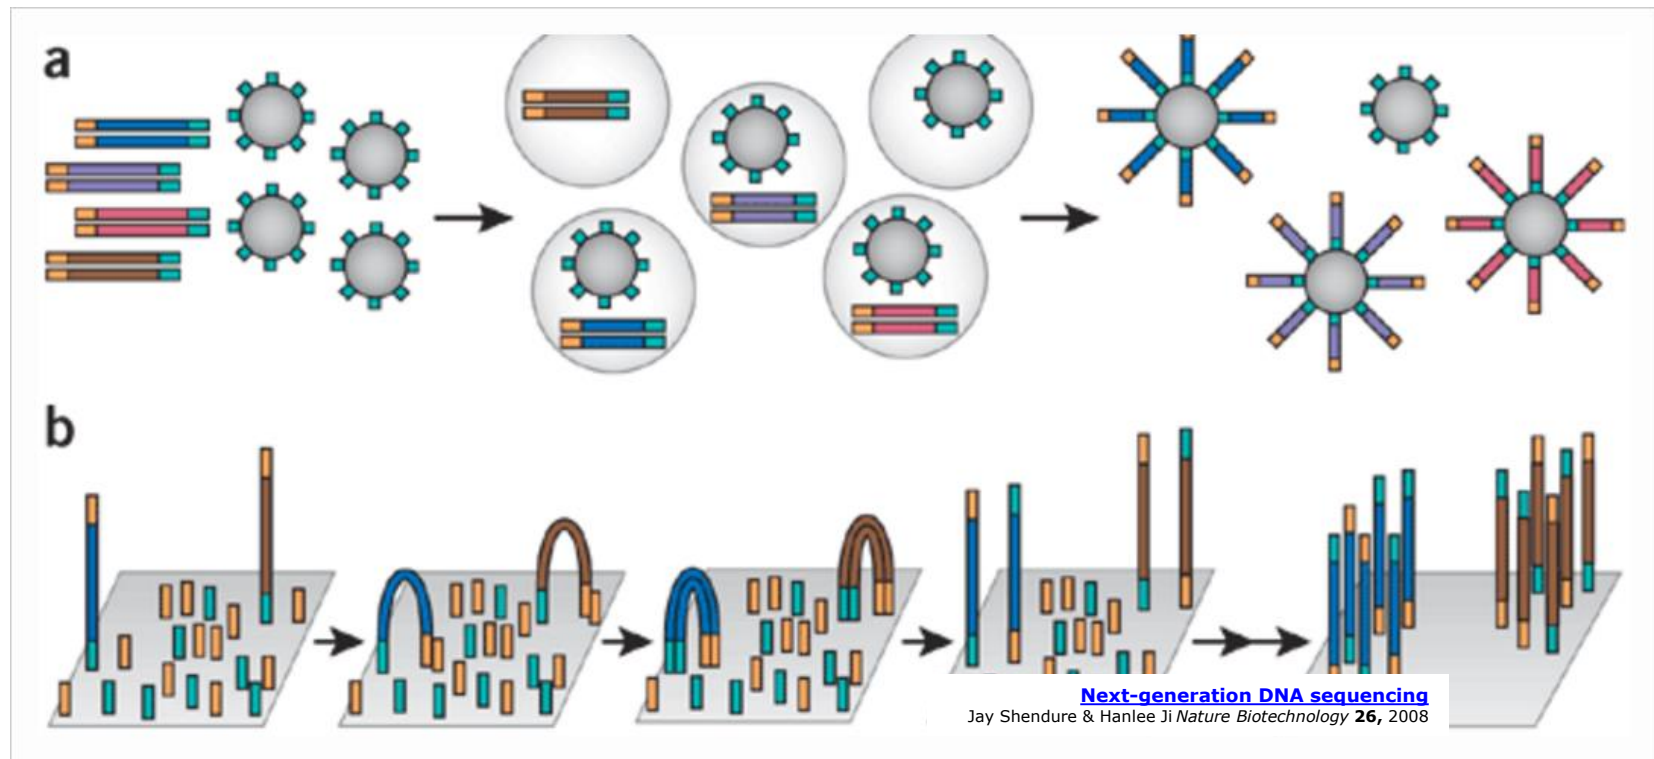 a
b
Next-generation DNA sequencing
Jay Shendure & Hanlee Ji Nature Biotechnology 26, 2008